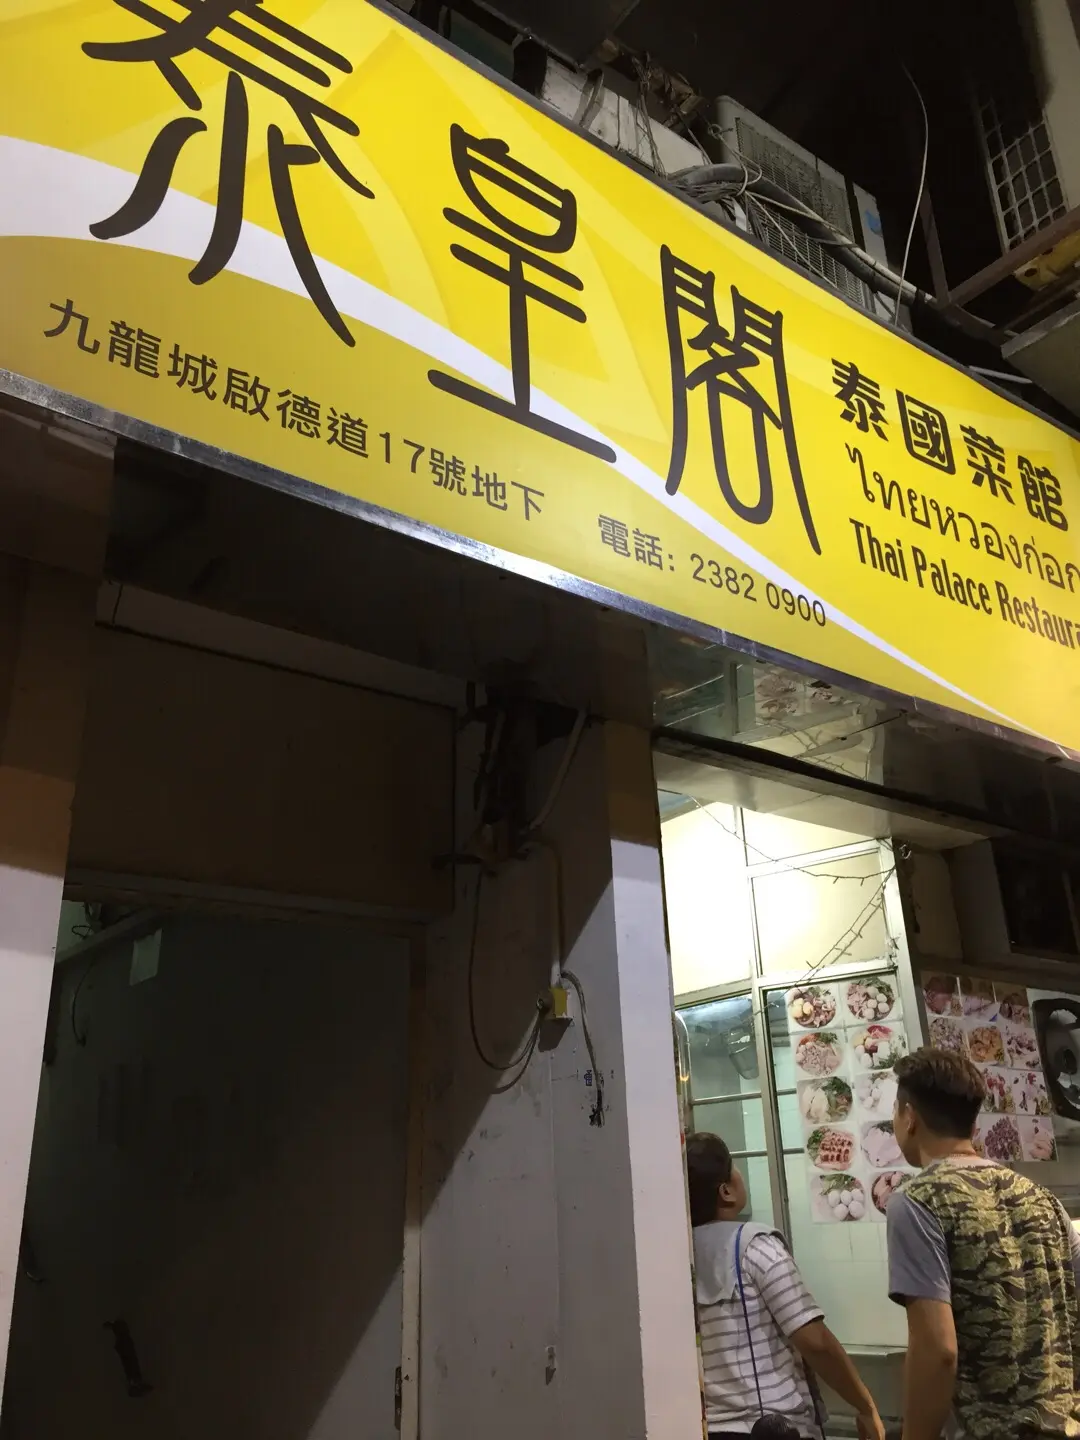 泰皇閣
九龍城啟德道17號地下
電話: 2382 0900
泰國菜館
ไทยหวองก่อก
Thai Palace